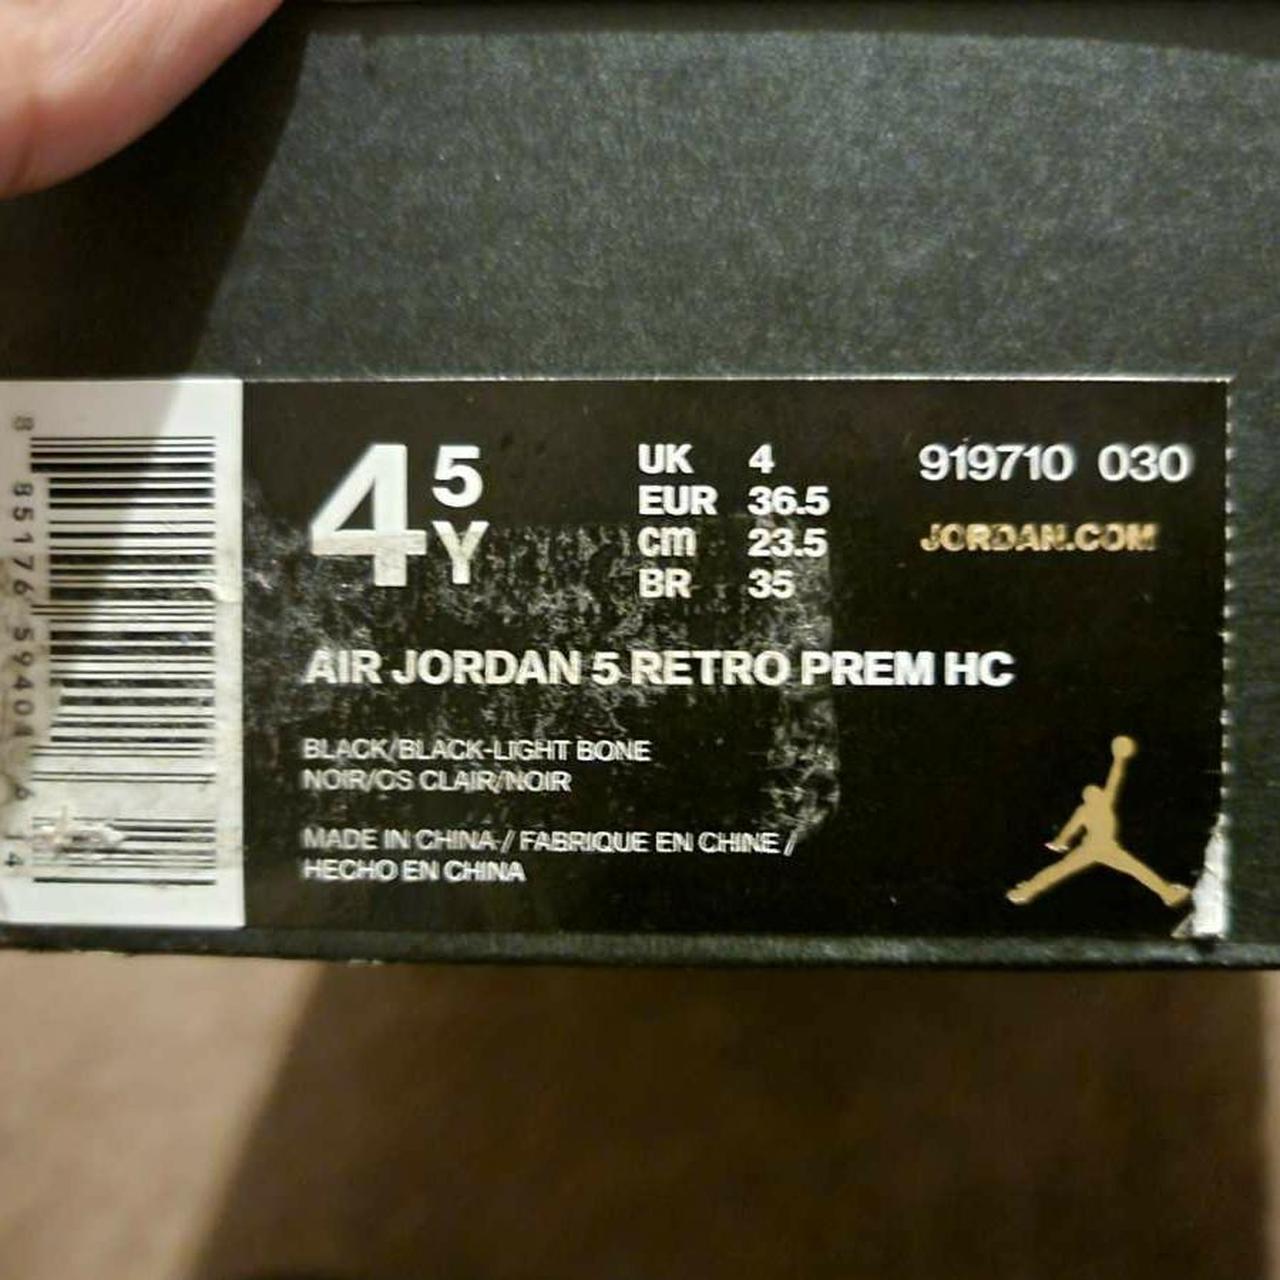 4 5 Y
UK 4
EUR 36.5
cm 23.5
BR 35
919710 030
JORDAN.COM
AIR JORDAN 5 RETRO PREM HC
BLACK/BLACK-LIGHT BONE
NOIR/OS CLAIR/NOIR
MADE IN CHINA / FABRIQUE EN CHINE /
HECHO EN CHINA